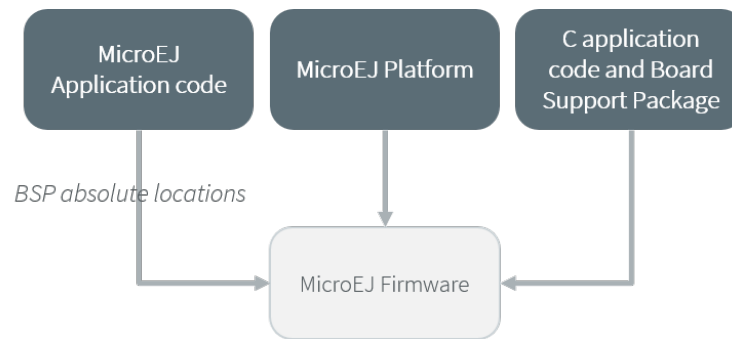 MicroEJ
Application code
MicroEJ Platform
C application
code and Board
Support Package
BSP absolute locations
MicroEJ Firmware